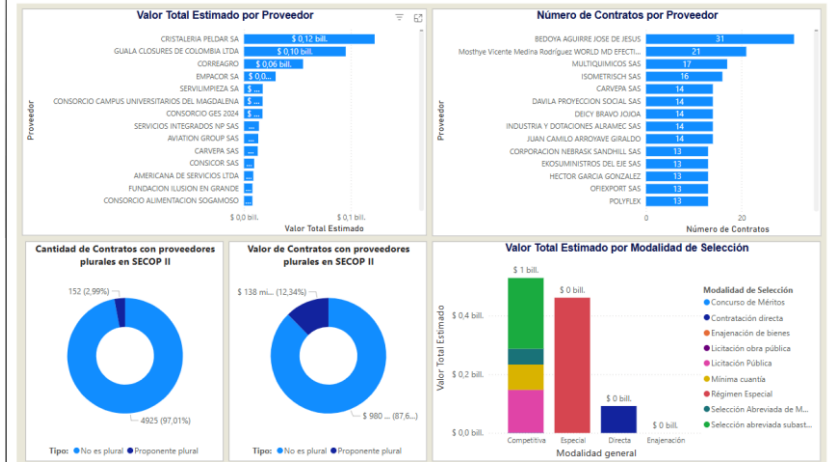 Valor Total Estimado por Proveedor
Proveedor
CRISTALERIA PELDAR SA
$ 0,12 bill.
GUALA CLOSURES DE COLOMBIA LTDA
$ 0,10 bill.
CORREAGRO
$ 0,06 bill.
EMPACOR SA
$ 0,0...
SERVILIMPIEZA SA
$ ...
CONSORCIO CAMPUS UNIVERSITARIOS DEL MAGDALENA
$ ...
CONSORCIO GES 2024
$ ...
SERVICIOS INTEGRADOS NP SAS
...
AVIATION GROUP SAS
...
CARVEPA SAS
...
CONSICOR SAS
...
AMERICANA DE SERVICIOS LTDA
...
FUNDACION ILUSION EN GRANDE
...
CONSORCIO ALIMENTACION SOGAMOSO
...
$ 0,0 bill.
$ 0,1 bill.
Valor Total Estimado
Número de Contratos por Proveedor
Proveedor
BEDOYA AGUIRRE JOSE DE JESUS
31
Mosthye Vicente Medina Rodríguez WORLD MD EFECTI...
21
MULTIQUIMICOS SAS
17
ISOMETRISCH SAS
16
CARVEPA SAS
14
DAVILA PROYECCION SOCIAL SAS
14
DEICY BRAVO JOJOA
14
INDUSTRIA Y DOTACIONES ALRAMEC SAS
14
JUAN CAMILO ARROYAVE GIRALDO
14
CORPORACION NEBRASK SANDHILL SAS
13
EKOSUMINISTROS DEL EJE SAS
13
HECTOR GARCIA GONZALEZ
13
OFIEXPORT SAS
13
POLYFLEX
13
0
20
Número de Contratos
Cantidad de Contratos con proveedores
plurales en SECOP II
152 (2,99%)
4925 (97,01%)
Tipo: No es plural Proponente plural
Valor de Contratos con proveedores
plurales en SECOP II
$ 138 mi... (12,34%)
$ 980 ... (87,6...)
Tipo: No es plural Proponente plural
Valor Total Estimado por Modalidad de Selección
Valor Total Estimado
$ 0,4 bill.
$ 0,2 bill.
$ 0,0 bill.
$ 1 bill.
$ 0 bill.
$ 0 bill.
$ 0 bill.
Competitiva
Especial
Directa
Enajenación
Modalidad general
Modalidad de Selección
Concurso de Méritos
Contratación directa
Enajenación de bienes
Licitación obra pública
Licitación Pública
Mínima cuantía
Régimen Especial
Selección Abreviada de M...
Selección abreviada subast...